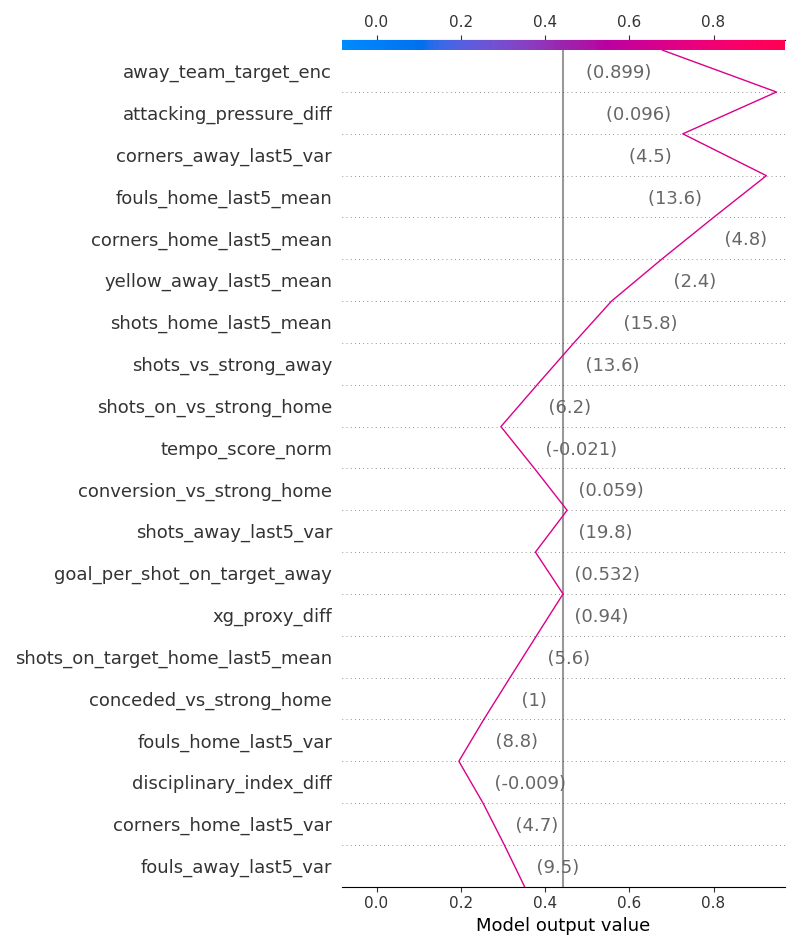 0.0 0.2 0.4 0.6 0.8
away_team_target_enc (0.899)
attacking_pressure_diff (0.096)
corners_away_last5_var (4.5)
fouls_home_last5_mean (13.6)
corners_home_last5_mean (4.8)
yellow_away_last5_mean (2.4)
shots_home_last5_mean (15.8)
shots_vs_strong_away (13.6)
shots_on_vs_strong_home (6.2)
tempo_score_norm (-0.021)
conversion_vs_strong_home (0.059)
shots_away_last5_var (19.8)
goal_per_shot_on_target_away (0.532)
xg_proxy_diff (0.94)
shots_on_target_home_last5_mean (5.6)
conceded_vs_strong_home (1)
fouls_home_last5_var (8.8)
disciplinary_index_diff (-0.009)
corners_home_last5_var (4.7)
fouls_away_last5_var (9.5)
0.0 0.2 0.4 0.6 0.8
Model output value